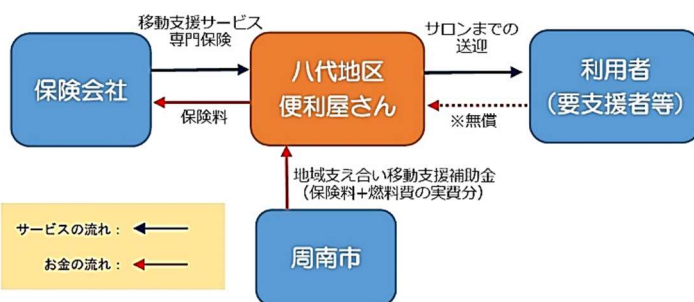 移動支援サービス
専門保険
サロンまでの
送迎
保険会社
八代地区
便利屋さん
利用者
（要支援者等）
保険料
※無償
地域支え合い移動支援補助金
（保険料+燃料費の実費分）
サービスの流れ：
お金の流れ：
周南市